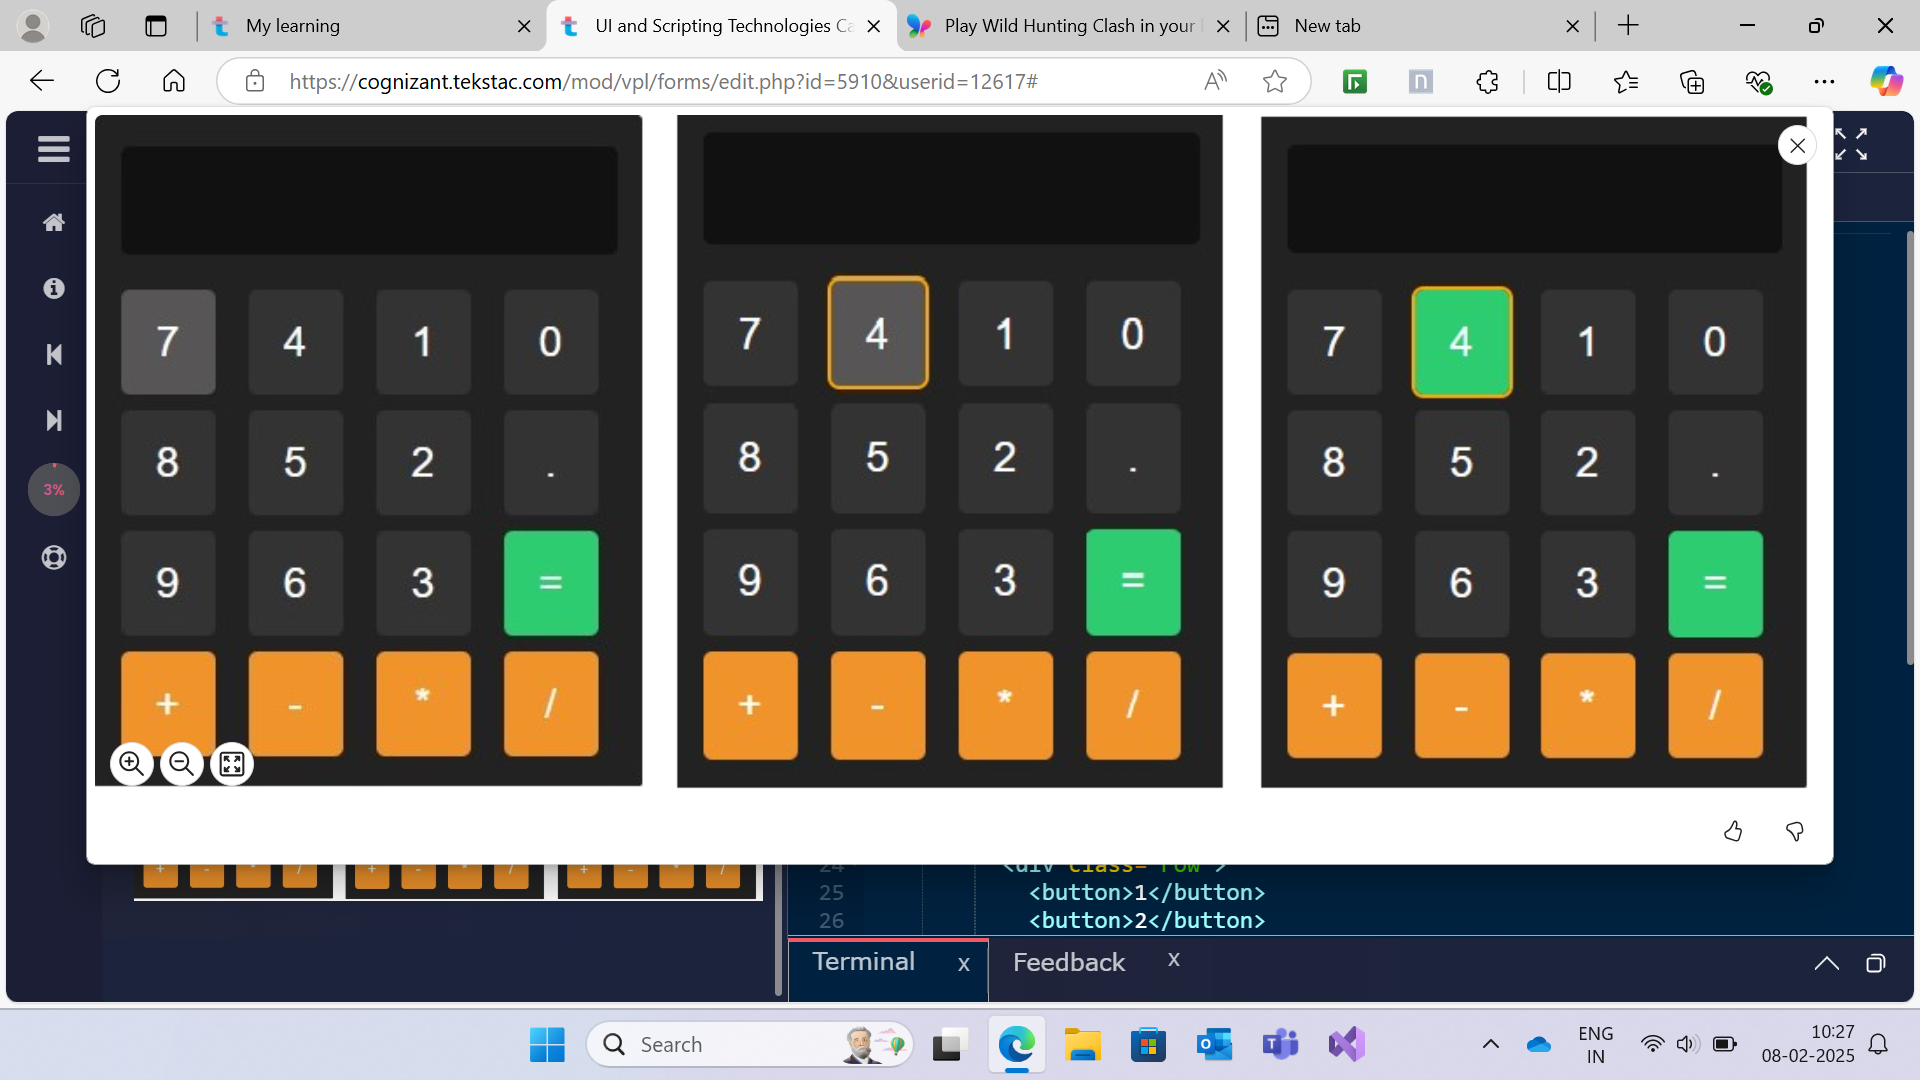 My learning
UI and Scripting Technologies Ca
Play Wild Hunting Clash in your
New tab
https://cognizant.tekstac.com/mod/vpl/forms/edit.php?id=5910&userid=12617#
7 4 1 0
8 5 2 .
9 6 3 =
+ - * /
7 4 1 0
8 5 2 .
9 6 3 =
+ - * /
7 4 1 0
8 5 2 .
9 6 3 =
+ - * /
3%
+ - * / + - * / + - * /
24 <div class="row">
25 <button>1</button>
26 <button>2</button>
Terminal x
Feedback x
Search
ENG
IN
10:27
08-02-2025